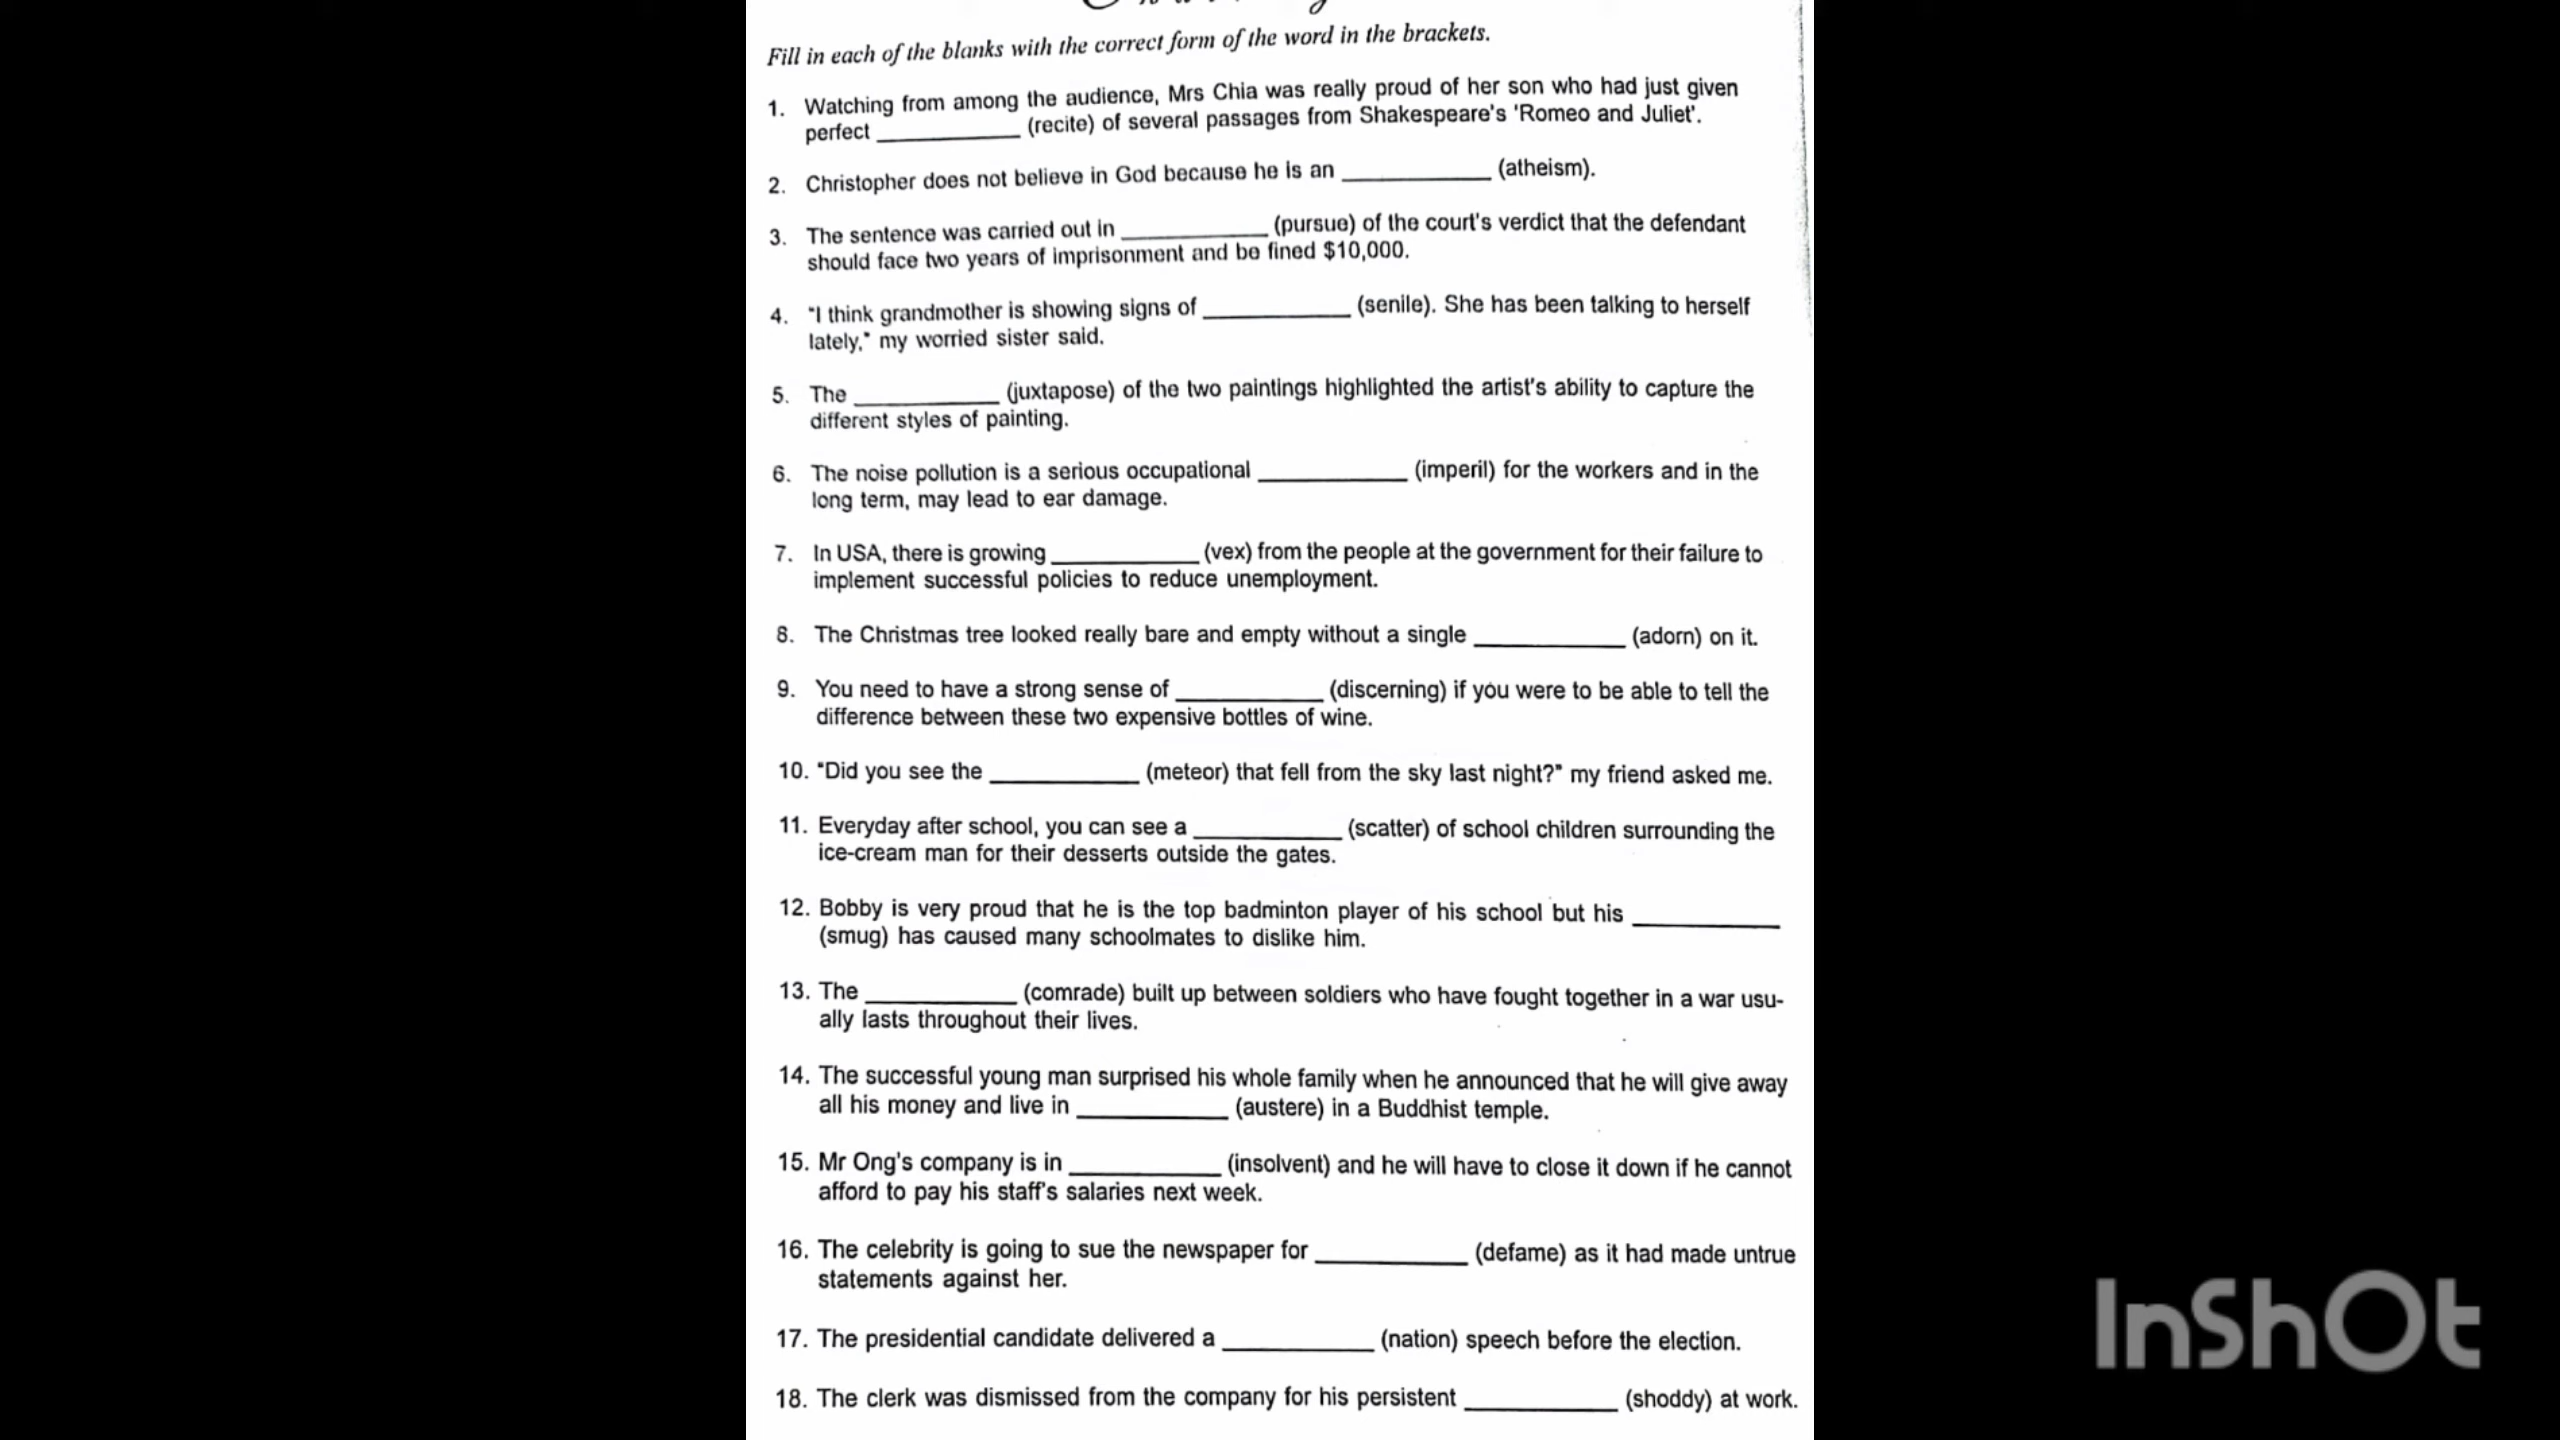 Fill in each of the blanks with the correct form of the word in the brackets.
1. Watching from among the audience, Mrs Chia was really proud of her son who had just given
perfect __________ (recite) of several passages from Shakespeare's 'Romeo and Juliet'.
2. Christopher does not believe in God because he is an __________ (atheism).
3. The sentence was carried out in __________ (pursue) of the court's verdict that the defendant
should face two years of imprisonment and be fined $10,000.
4. "I think grandmother is showing signs of __________ (senile). She has been talking to herself
lately," my worried sister said.
5. The __________ (juxtapose) of the two paintings highlighted the artist's ability to capture the
different styles of painting.
6. The noise pollution is a serious occupational __________ (imperil) for the workers and in the
long term, may lead to ear damage.
7. In USA, there is growing __________ (vex) from the people at the government for their failure to
implement successful policies to reduce unemployment.
8. The Christmas tree looked really bare and empty without a single __________ (adorn) on it.
9. You need to have a strong sense of __________ (discerning) if you were to be able to tell the
difference between these two expensive bottles of wine.
10. "Did you see the __________ (meteor) that fell from the sky last night?" my friend asked me.
11. Everyday after school, you can see a __________ (scatter) of school children surrounding the
ice-cream man for their desserts outside the gates.
12. Bobby is very proud that he is the top badminton player of his school but his __________
(smug) has caused many schoolmates to dislike him.
13. The __________ (comrade) built up between soldiers who have fought together in a war usu-
ally lasts throughout their lives.
14. The successful young man surprised his whole family when he announced that he will give away
all his money and live in __________ (austere) in a Buddhist temple.
15. Mr Ong's company is in __________ (insolvent) and he will have to close it down if he cannot
afford to pay his staff's salaries next week.
16. The celebrity is going to sue the newspaper for __________ (defame) as it had made untrue
statements against her.
17. The presidential candidate delivered a __________ (nation) speech before the election.
18. The clerk was dismissed from the company for his persistent __________ (shoddy) at work.
InShOt